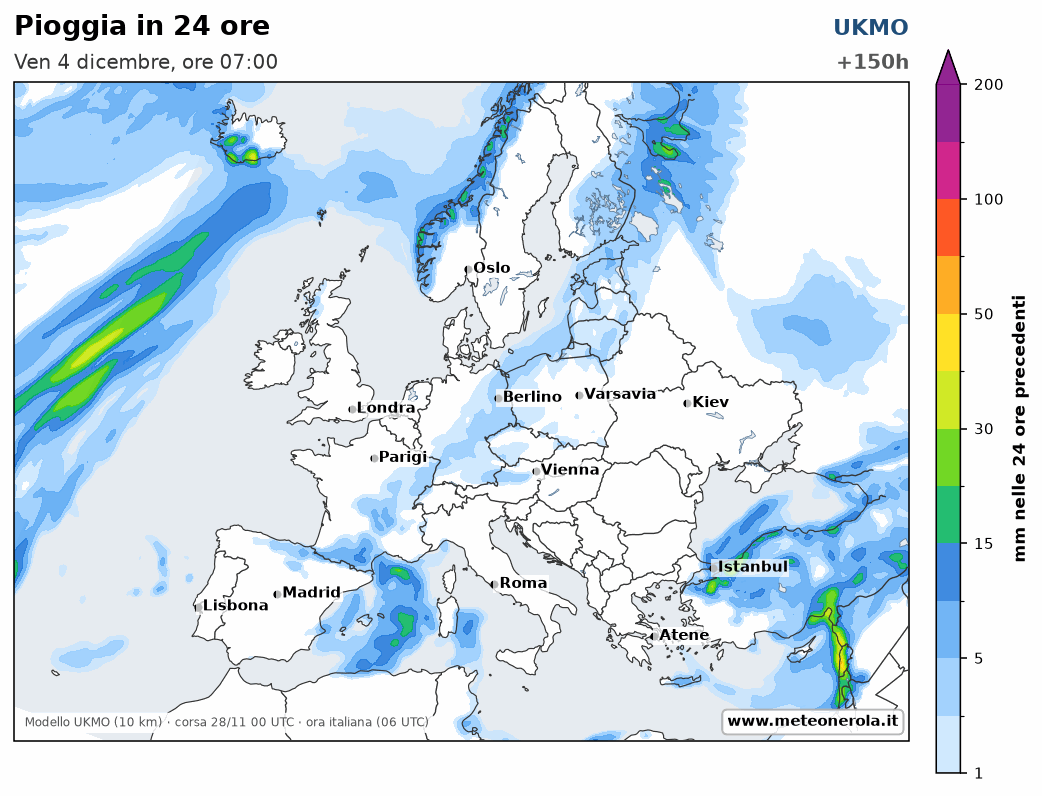 Pioggia in 24 ore
UKMO
Ven 4 dicembre, ore 07:00
+150h
200
100
50
30
15
5
1
mm nelle 24 ore precedenti
Oslo
Berlino
Varsavia
Kiev
Londra
Parigi
Vienna
Istanbul
Roma
Madrid
Lisbona
Atene
Modello UKMO (10 km) · corsa 28/11 00 UTC · ora italiana (06 UTC)
www.meteonerola.it